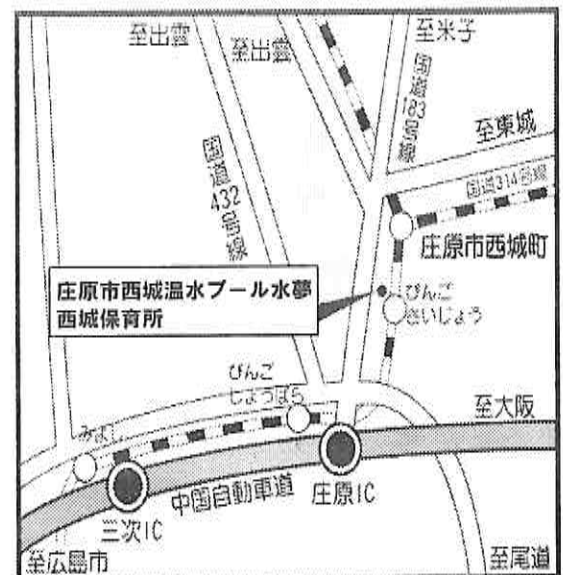 至出雲
至出雲
至米子
国道183号線
至東城
国道432号線
国道314号線
庄原市西城町
庄原市西城温水プール水夢
西城保育所
びんご
さいじょう
びんご
しょうばら
みよし
至大阪
中国自動車道
庄原IC
三次IC
至広島市
至尾道